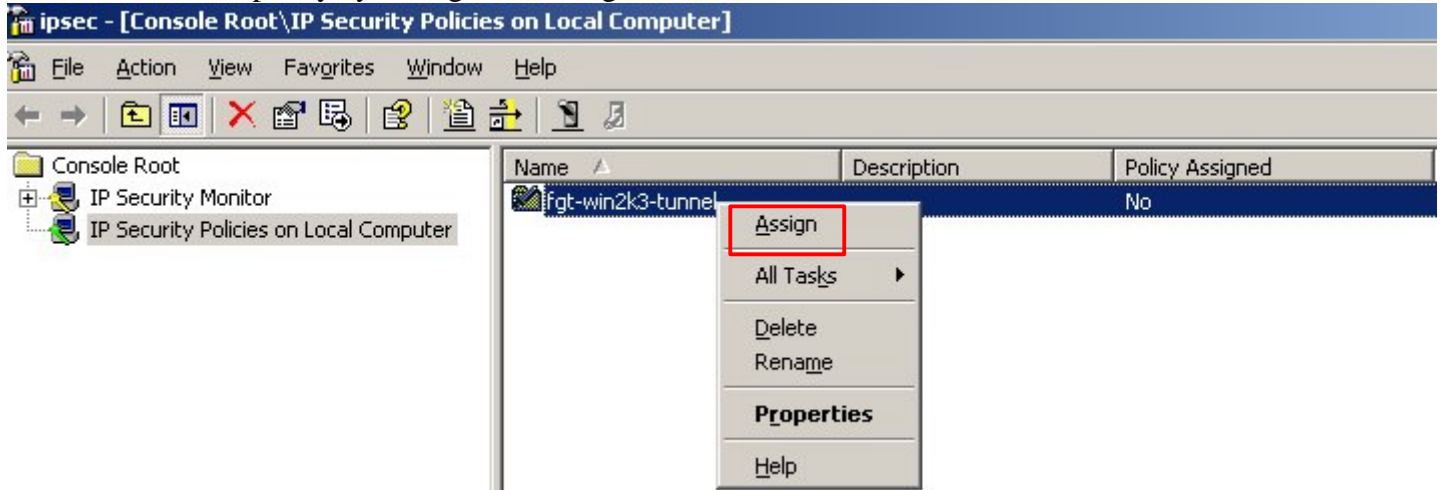 ipsec - [Console Root\IP Security Policies on Local Computer]
File Action View Favorites Window Help
Console Root
IP Security Monitor
IP Security Policies on Local Computer
Name Description Policy Assigned
fgt-win2k3-tunnel No
Assign
All Tasks
Delete
Rename
Properties
Help